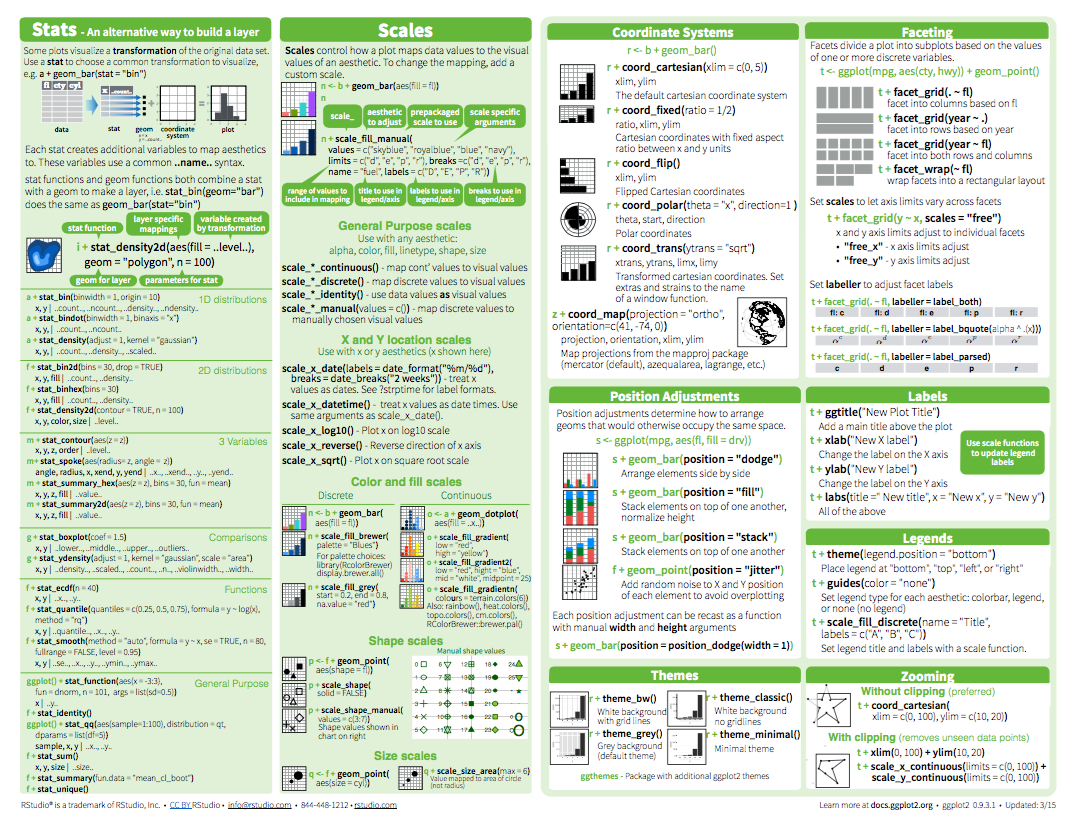 Stats - An alternative way to build a layer
Some plots visualize a transformation of the original data set.
Use a stat to choose a common transformation to visualize,
e.g. a + geom_bar(stat = "bin")
fl cty cyl
x ..count..
data
stat
geom
coordinate system
plot
Each stat creates additional variables to map aesthetics
to. These variables use a common ..name.. syntax.
stat functions and geom functions both combine a stat
with a geom to make a layer, i.e. stat_bin(geom="bar")
does the same as geom_bar(stat="bin")
stat function
layer specific mappings
variable created by transformation
i + stat_density2d(aes(fill = ..level..),
geom = "polygon", n = 100)
geom for layer
parameters for stat
a + stat_bin(binwidth = 1, origin = 10)
1D distributions
x, y | ..count.., ..ncount.., ..density.., ..ndensity..
a + stat_bindot(binwidth = 1, binaxis = "x")
x, y, | ..count.., ..ncount..
a + stat_density(adjust = 1, kernel = "gaussian")
x, y, | ..count.., ..density.., ..scaled..
f + stat_bin2d(bins = 30, drop = TRUE)
2D distributions
x, y, fill | ..count.., ..density..
f + stat_binhex(bins = 30)
x, y, fill | ..count.., ..density..
f + stat_density2d(contour = TRUE, n = 100)
x, y, color, size | ..level..
m + stat_contour(aes(z = z))
3 Variables
x, y, z, order | ..level..
m+ stat_spoke(aes(radius= z, angle = z))
angle, radius, x, xend, y, yend | ..x.., ..xend.., ..y.., ..yend..
m + stat_summary_hex(aes(z = z), bins = 30, fun = mean)
x, y, z, fill | ..value..
m + stat_summary2d(aes(z = z), bins = 30, fun = mean)
x, y, z, fill | ..value..
g + stat_boxplot(coef = 1.5)
Comparisons
x, y | ..lower.., ..middle.., ..upper.., ..outliers..
g + stat_ydensity(adjust = 1, kernel = "gaussian", scale = "area")
x, y | ..density.., ..scaled.., ..count.., ..n.., ..violinwidth.., ..width..
f + stat_ecdf(n = 40)
Functions
x, y | ..x.., ..y..
f + stat_quantile(quantiles = c(0.25, 0.5, 0.75), formula = y ~ log(x),
method = "rq")
x, y | ..quantile.., ..x.., ..y..
f + stat_smooth(method = "auto", formula = y ~ x, se = TRUE, n = 80,
fullrange = FALSE, level = 0.95)
x, y | ..se.., ..x.., ..y.., ..ymin.., ..ymax..
ggplot() + stat_function(aes(x = -3:3),
General Purpose
fun = dnorm, n = 101, args = list(sd=0.5))
x | ..y..
f + stat_identity()
ggplot() + stat_qq(aes(sample=1:100), distribution = qt,
dparams = list(df=5))
sample, x, y | ..x.., ..y..
f + stat_sum()
x, y, size | ..size..
f + stat_summary(fun.data = "mean_cl_boot")
f + stat_unique()
Scales
Scales control how a plot maps data values to the visual
values of an aesthetic. To change the mapping, add a
custom scale.
n <- b + geom_bar(aes(fill = fl))
n
scale_
aesthetic to adjust
prepackaged scale to use
scale specific arguments
n + scale_fill_manual(
values = c("skyblue", "royalblue", "blue", "navy"),
limits = c("d", "e", "p", "r"), breaks =c("d", "e", "p", "r"),
name = "fuel", labels = c("D", "E", "P", "R"))
range of values to include in mapping
title to use in legend/axis
labels to use in legend/axis
breaks to use in legend/axis
General Purpose scales
Use with any aesthetic:
alpha, color, fill, linetype, shape, size
scale_*_continuous() - map cont' values to visual values
scale_*_discrete() - map discrete values to visual values
scale_*_identity() - use data values as visual values
scale_*_manual(values = c()) - map discrete values to
manually chosen visual values
X and Y location scales
Use with x or y aesthetics (x shown here)
scale_x_date(labels = date_format("%m/%d"),
breaks = date_breaks("2 weeks")) - treat x
values as dates. See ?strptime for label formats.
scale_x_datetime() - treat x values as date times. Use
same arguments as scale_x_date().
scale_x_log10() - Plot x on log10 scale
scale_x_reverse() - Reverse direction of x axis
scale_x_sqrt() - Plot x on square root scale
Color and fill scales
Discrete
Continuous
n <- b + geom_bar(
aes(fill = fl))
n + scale_fill_brewer(
palette = "Blues")
For palette choices:
library(RcolorBrewer)
display.brewer.all()
n + scale_fill_grey(
start = 0.2, end = 0.8,
na.value = "red")
o <- a + geom_dotplot(
aes(fill = ..x..))
o + scale_fill_gradient(
low = "red",
high = "yellow")
o + scale_fill_gradient2(
low = "red", high = "blue",
mid = "white", midpoint = 25)
o + scale_fill_gradientn(
colours = terrain.colors(6))
Also: rainbow(), heat.colors(),
topo.colors(), cm.colors(),
RColorBrewer::brewer.pal()
Shape scales
Manual shape values
p <- f + geom_point(
aes(shape = fl))
p + scale_shape(
solid = FALSE)
p + scale_shape_manual(
values = c(3:7))
Shape values shown in
chart on right
0 6 12 18 24
1 7 13 19 25
2 8 14 20
3 9 15 21
4 10 16 22
5 11 17 23
Size scales
q <- f + geom_point(
aes(size = cyl))
q + scale_size_area(max = 6)
Value mapped to area of circle
(not radius)
Coordinate Systems
r <- b + geom_bar()
r + coord_cartesian(xlim = c(0, 5))
xlim, ylim
The default cartesian coordinate system
r + coord_fixed(ratio = 1/2)
ratio, xlim, ylim
Cartesian coordinates with fixed aspect
ratio between x and y units
r + coord_flip()
xlim, ylim
Flipped Cartesian coordinates
r + coord_polar(theta = "x", direction=1 )
theta, start, direction
Polar coordinates
r + coord_trans(ytrans = "sqrt")
xtrans, ytrans, limx, limy
Transformed cartesian coordinates. Set
extras and strains to the name
of a window function.
z + coord_map(projection = "ortho",
orientation=c(41, -74, 0))
projection, orientation, xlim, ylim
Map projections from the mapproj package
(mercator (default), azequalarea, lagrange, etc.)
Position Adjustments
Position adjustments determine how to arrange
geoms that would otherwise occupy the same space.
s <- ggplot(mpg, aes(fl, fill = drv))
s + geom_bar(position = "dodge")
Arrange elements side by side
s + geom_bar(position = "fill")
Stack elements on top of one another,
normalize height
s + geom_bar(position = "stack")
Stack elements on top of one another
f + geom_point(position = "jitter")
Add random noise to X and Y position
of each element to avoid overplotting
Each position adjustment can be recast as a function
with manual width and height arguments
s + geom_bar(position = position_dodge(width = 1))
Themes
r + theme_bw()
White background
with grid lines
r + theme_grey()
Grey background
(default theme)
r + theme_classic()
White background
no gridlines
r + theme_minimal()
Minimal theme
ggthemes - Package with additional ggplot2 themes
Faceting
Facets divide a plot into subplots based on the values
of one or more discrete variables.
t <- ggplot(mpg, aes(cty, hwy)) + geom_point()
t + facet_grid(. ~ fl)
facet into columns based on fl
t + facet_grid(year ~ .)
facet into rows based on year
t + facet_grid(year ~ fl)
facet into both rows and columns
t + facet_wrap(~ fl)
wrap facets into a rectangular layout
Set scales to let axis limits vary across facets
t + facet_grid(y ~ x, scales = "free")
x and y axis limits adjust to individual facets
• "free_x" - x axis limits adjust
• "free_y" - y axis limits adjust
Set labeller to adjust facet labels
t + facet_grid(. ~ fl, labeller = label_both)
fl: c fl: d fl: e fl: p fl: r
t + facet_grid(. ~ fl, labeller = label_bquote(alpha ^ .(x)))
t + facet_grid(. ~ fl, labeller = label_parsed)
c d e p r
Labels
t + ggtitle("New Plot Title")
Add a main title above the plot
t + xlab("New X label")
Change the label on the X axis
t + ylab("New Y label")
Change the label on the Y axis
t + labs(title =" New title", x = "New x", y = "New y")
All of the above
Use scale functions to update legend labels
Legends
t + theme(legend.position = "bottom")
Place legend at "bottom", "top", "left", or "right"
t + guides(color = "none")
Set legend type for each aesthetic: colorbar, legend,
or none (no legend)
t + scale_fill_discrete(name = "Title",
labels = c("A", "B", "C"))
Set legend title and labels with a scale function.
Zooming
Without clipping (preferred)
t + coord_cartesian(
xlim = c(0, 100), ylim = c(10, 20))
With clipping (removes unseen data points)
t + xlim(0, 100) + ylim(10, 20)
t + scale_x_continuous(limits = c(0, 100)) +
scale_y_continuous(limits = c(0, 100))
RStudio® is a trademark of RStudio, Inc. • CC BY RStudio • info@rstudio.com • 844-448-1212 • rstudio.com
Learn more at docs.ggplot2.org • ggplot2 0.9.3.1 • Updated: 3/15